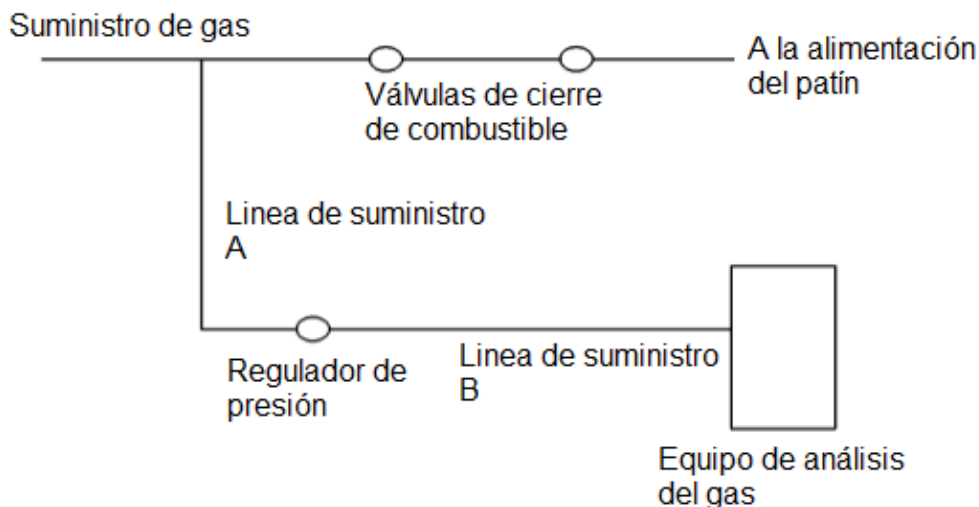 Suministro de gas
A la alimentación
del patín
Válvulas de cierre
de combustible
Linea de suministro
A
Regulador de
presión
Linea de suministro
B
Equipo de análisis
del gas